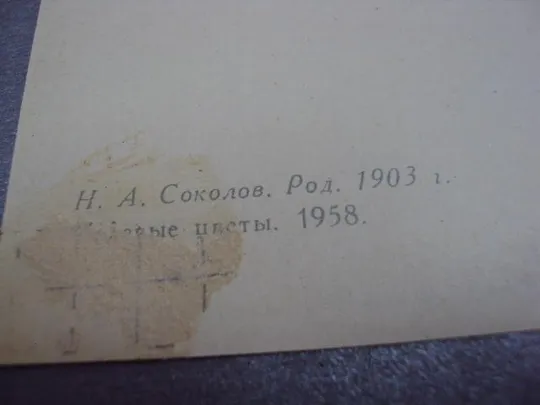 Н. А. Соколов. Род. 1903 г.
цветы. 1958.